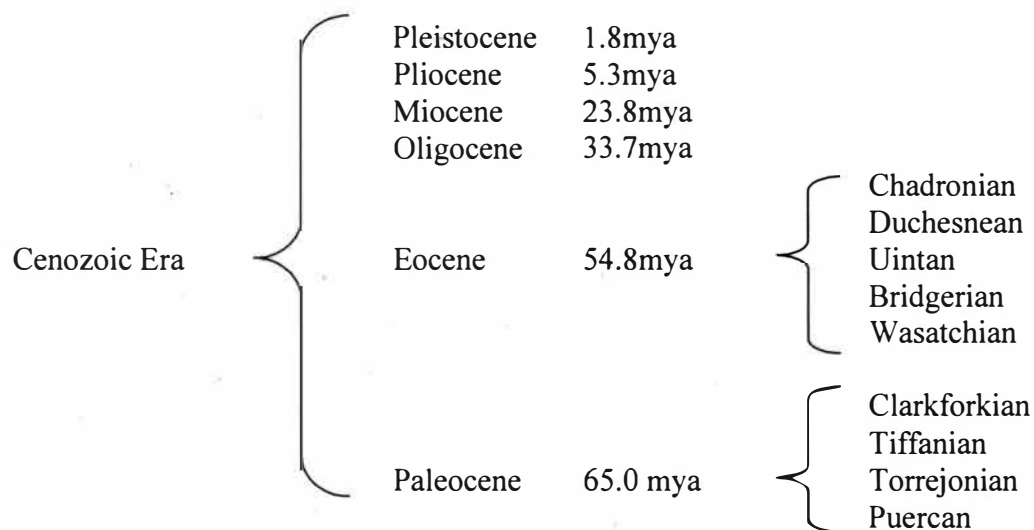 Pleistocene 1.8mya
Pliocene 5.3mya
Miocene 23.8mya
Oligocene 33.7mya
Cenozoic Era Eocene 54.8mya
Chadronian
Duchesnean
Uintan
Bridgerian
Wasatchian
Paleocene 65.0 mya
Clarkforkian
Tiffanian
Torrejonian
Puercan